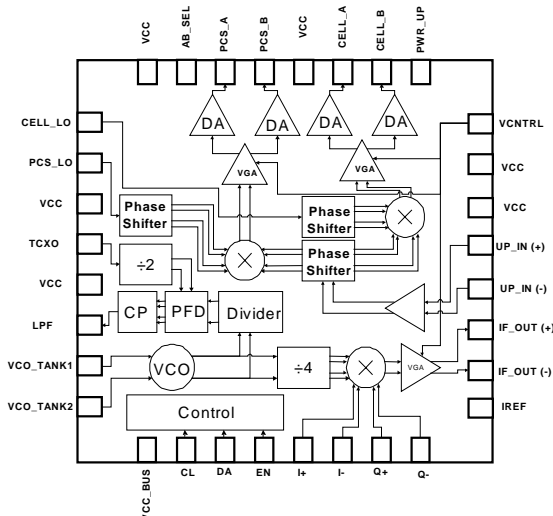 VCC
AB_SEL
PCS_A
PCS_B
VCC
CELL_A
CELL_B
PWR_UP
CELL_LO
PCS_LO
VCC
TCXO
VCC
LPF
VCO_TANK1
VCO_TANK2
DA
DA
DA
DA
VGA
VGA
Phase
Shifter
Phase
Shifter
Phase
Shifter
÷2
CP
PFD
Divider
VCO
÷4
VGA
Control
VCNTRL
VCC
VCC
UP_IN (+)
UP_IN (-)
IF_OUT (+)
IF_OUT (-)
IREF
VCC_BUS
CL
DA
EN
I+
I-
Q+
Q-